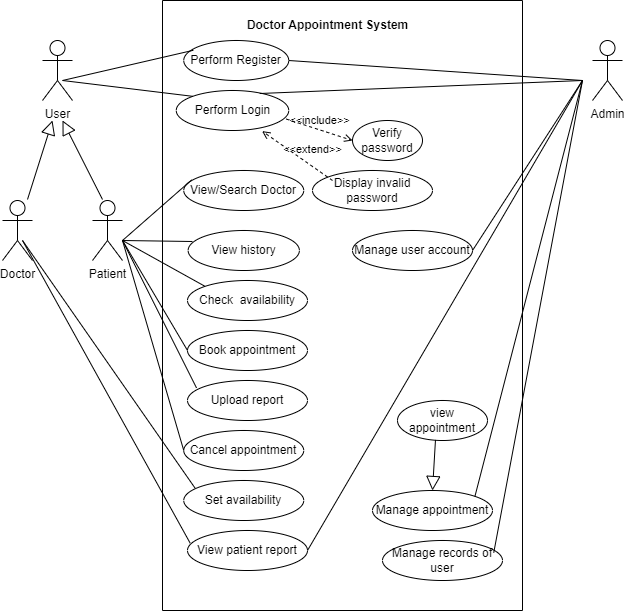 Doctor Appointment System
Perform Register
User
Admin
Perform Login
<<include>>
Verify
password
<<extend>>
Display invalid
password
View/Search Doctor
Doctor
Patient
View history
Manage user account
Check  availability
Book appointment
Upload report
view
appointment
Cancel appointment
Set availability
Manage appointment
View patient report
Manage records of
user